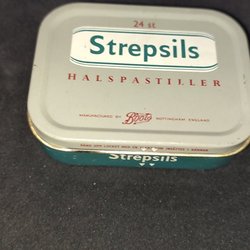 24 st
Strepsils
HALSPASTILLER
MANUFACTURED BY Boots NOTTINGHAM, ENGLAND
Strepsils